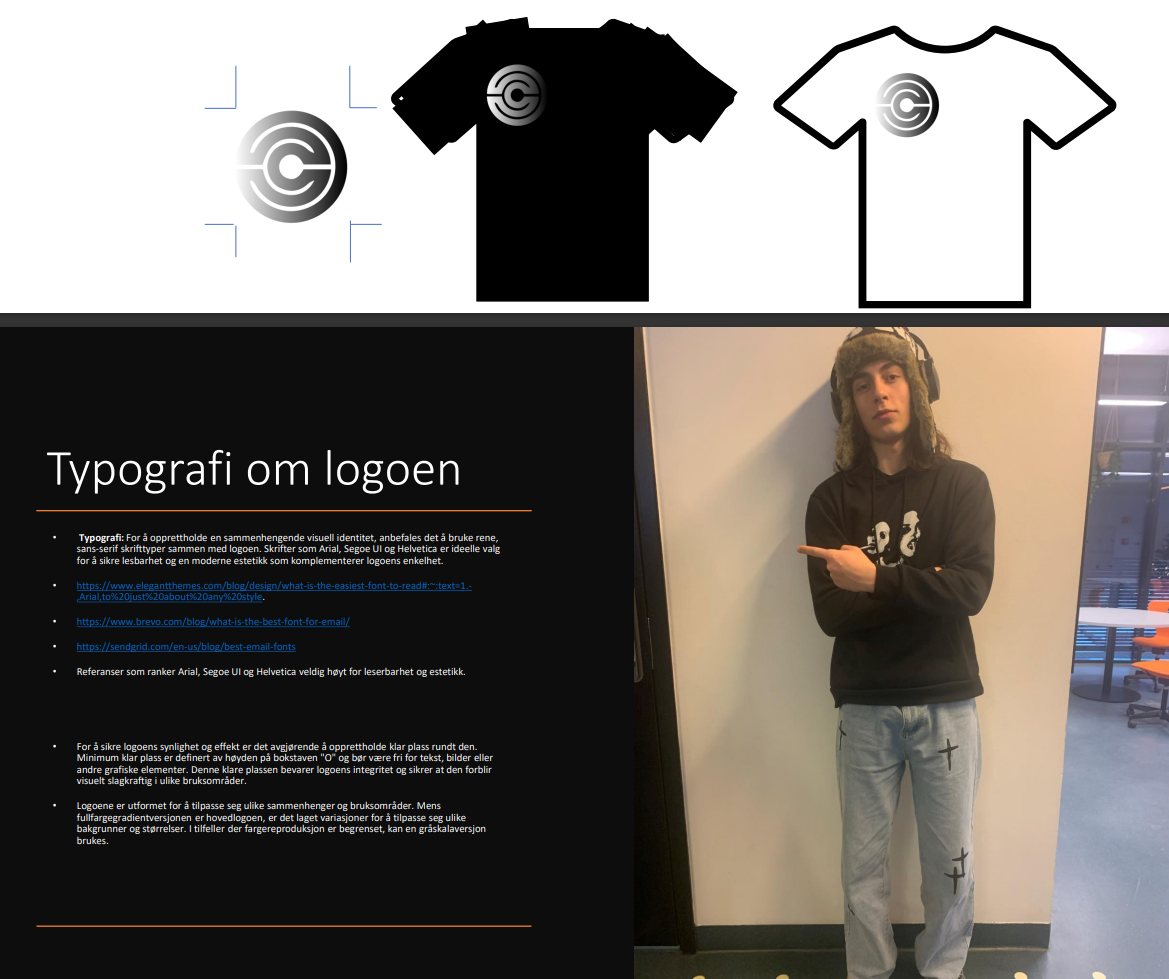 Typografi om logoen
• Typografi: For å opprettholde en sammenhengende visuell identitet, anbefales det å bruke rene,
sans-serif skrifttyper sammen med logoen. Skrifter som Arial, Segoe UI og Helvetica er ideelle valg
for å sikre lesbarhet og en moderne estetikk som komplementerer logoens enkelhet.
• https://www.elegantthemes.com/blog/design/what-is-the-easiest-font-to-read#:~:text=1.-
,Arial,to%20just%20about%20any%20style.
• https://www.brevo.com/blog/what-is-the-best-font-for-email/
• https://sendgrid.com/en-us/blog/best-email-fonts
• Referanser som ranker Arial, Segoe UI og Helvetica veldig høyt for leserbarhet og estetikk.
• For å sikre logoens synlighet og effekt er det avgjørende å opprettholde klar plass rundt den.
Minimum klar plass er definert av høyden på bokstaven "O" og bør være fri for tekst, bilder eller
andre grafiske elementer. Denne klare plassen bevarer logoens integritet og sikrer at den forblir
visuelt slagkraftig i ulike bruksområder.
• Logoene er utformet for å tilpasse seg ulike sammenhenger og bruksområder. Mens
fullfargegradientversjonen er hovedlogoen, er det laget variasjoner for å tilpasse seg ulike
bakgrunner og størrelser. I tilfeller der fargereproduksjon er begrenset, kan en gråskalaversjon
brukes.